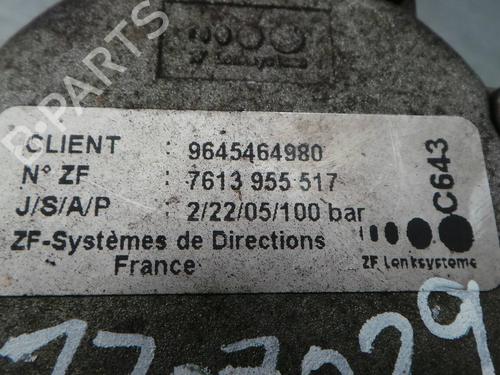 ZF Lenksysteme
CLIENT : 9645464980
N° ZF : 7613 955 517
J/S/A/P : 2/22/05/100 bar
ZF-Systèmes de Directions
France
C643
ZF Lenksysteme
B-PARTS